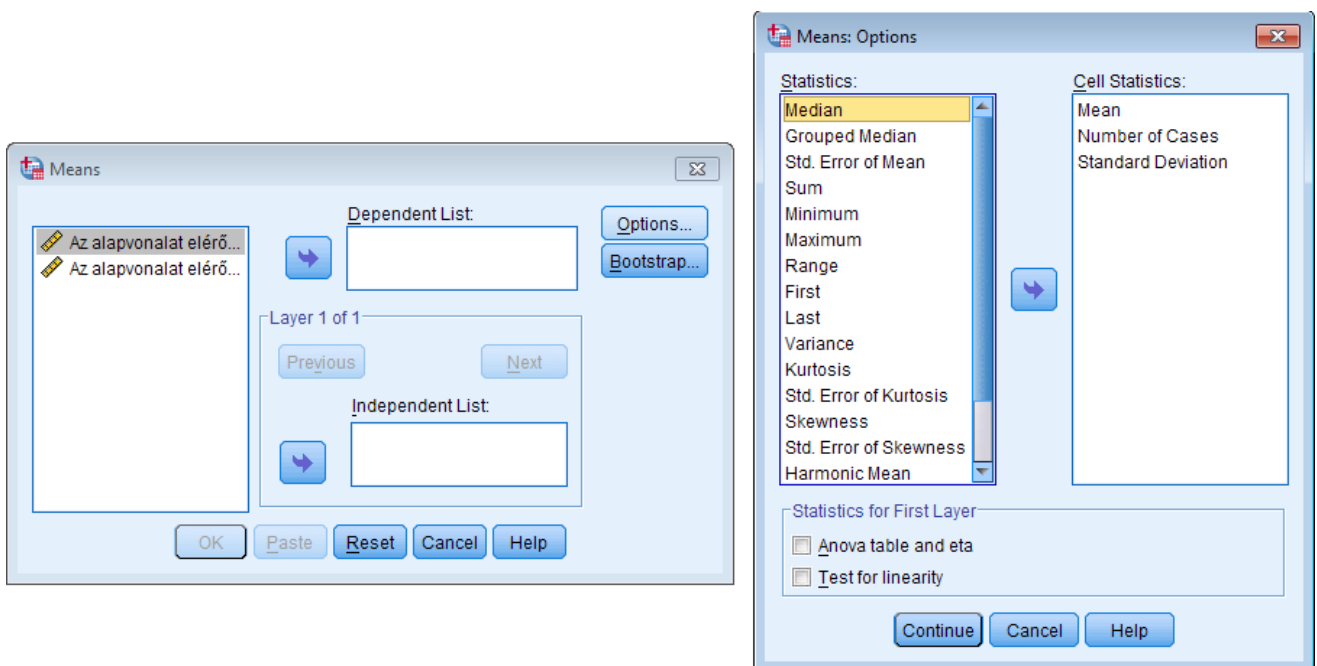 Means
Az alapvonalat elérő...
Az alapvonalat elérő...
Dependent List:
Options...
Bootstrap...
Layer 1 of 1
Previous
Next
Independent List:
OK
Paste
Reset
Cancel
Help
Means: Options
Statistics:
Median
Grouped Median
Std. Error of Mean
Sum
Minimum
Maximum
Range
First
Last
Variance
Kurtosis
Std. Error of Kurtosis
Skewness
Std. Error of Skewness
Harmonic Mean
Cell Statistics:
Mean
Number of Cases
Standard Deviation
Statistics for First Layer
Anova table and eta
Test for linearity
Continue
Cancel
Help